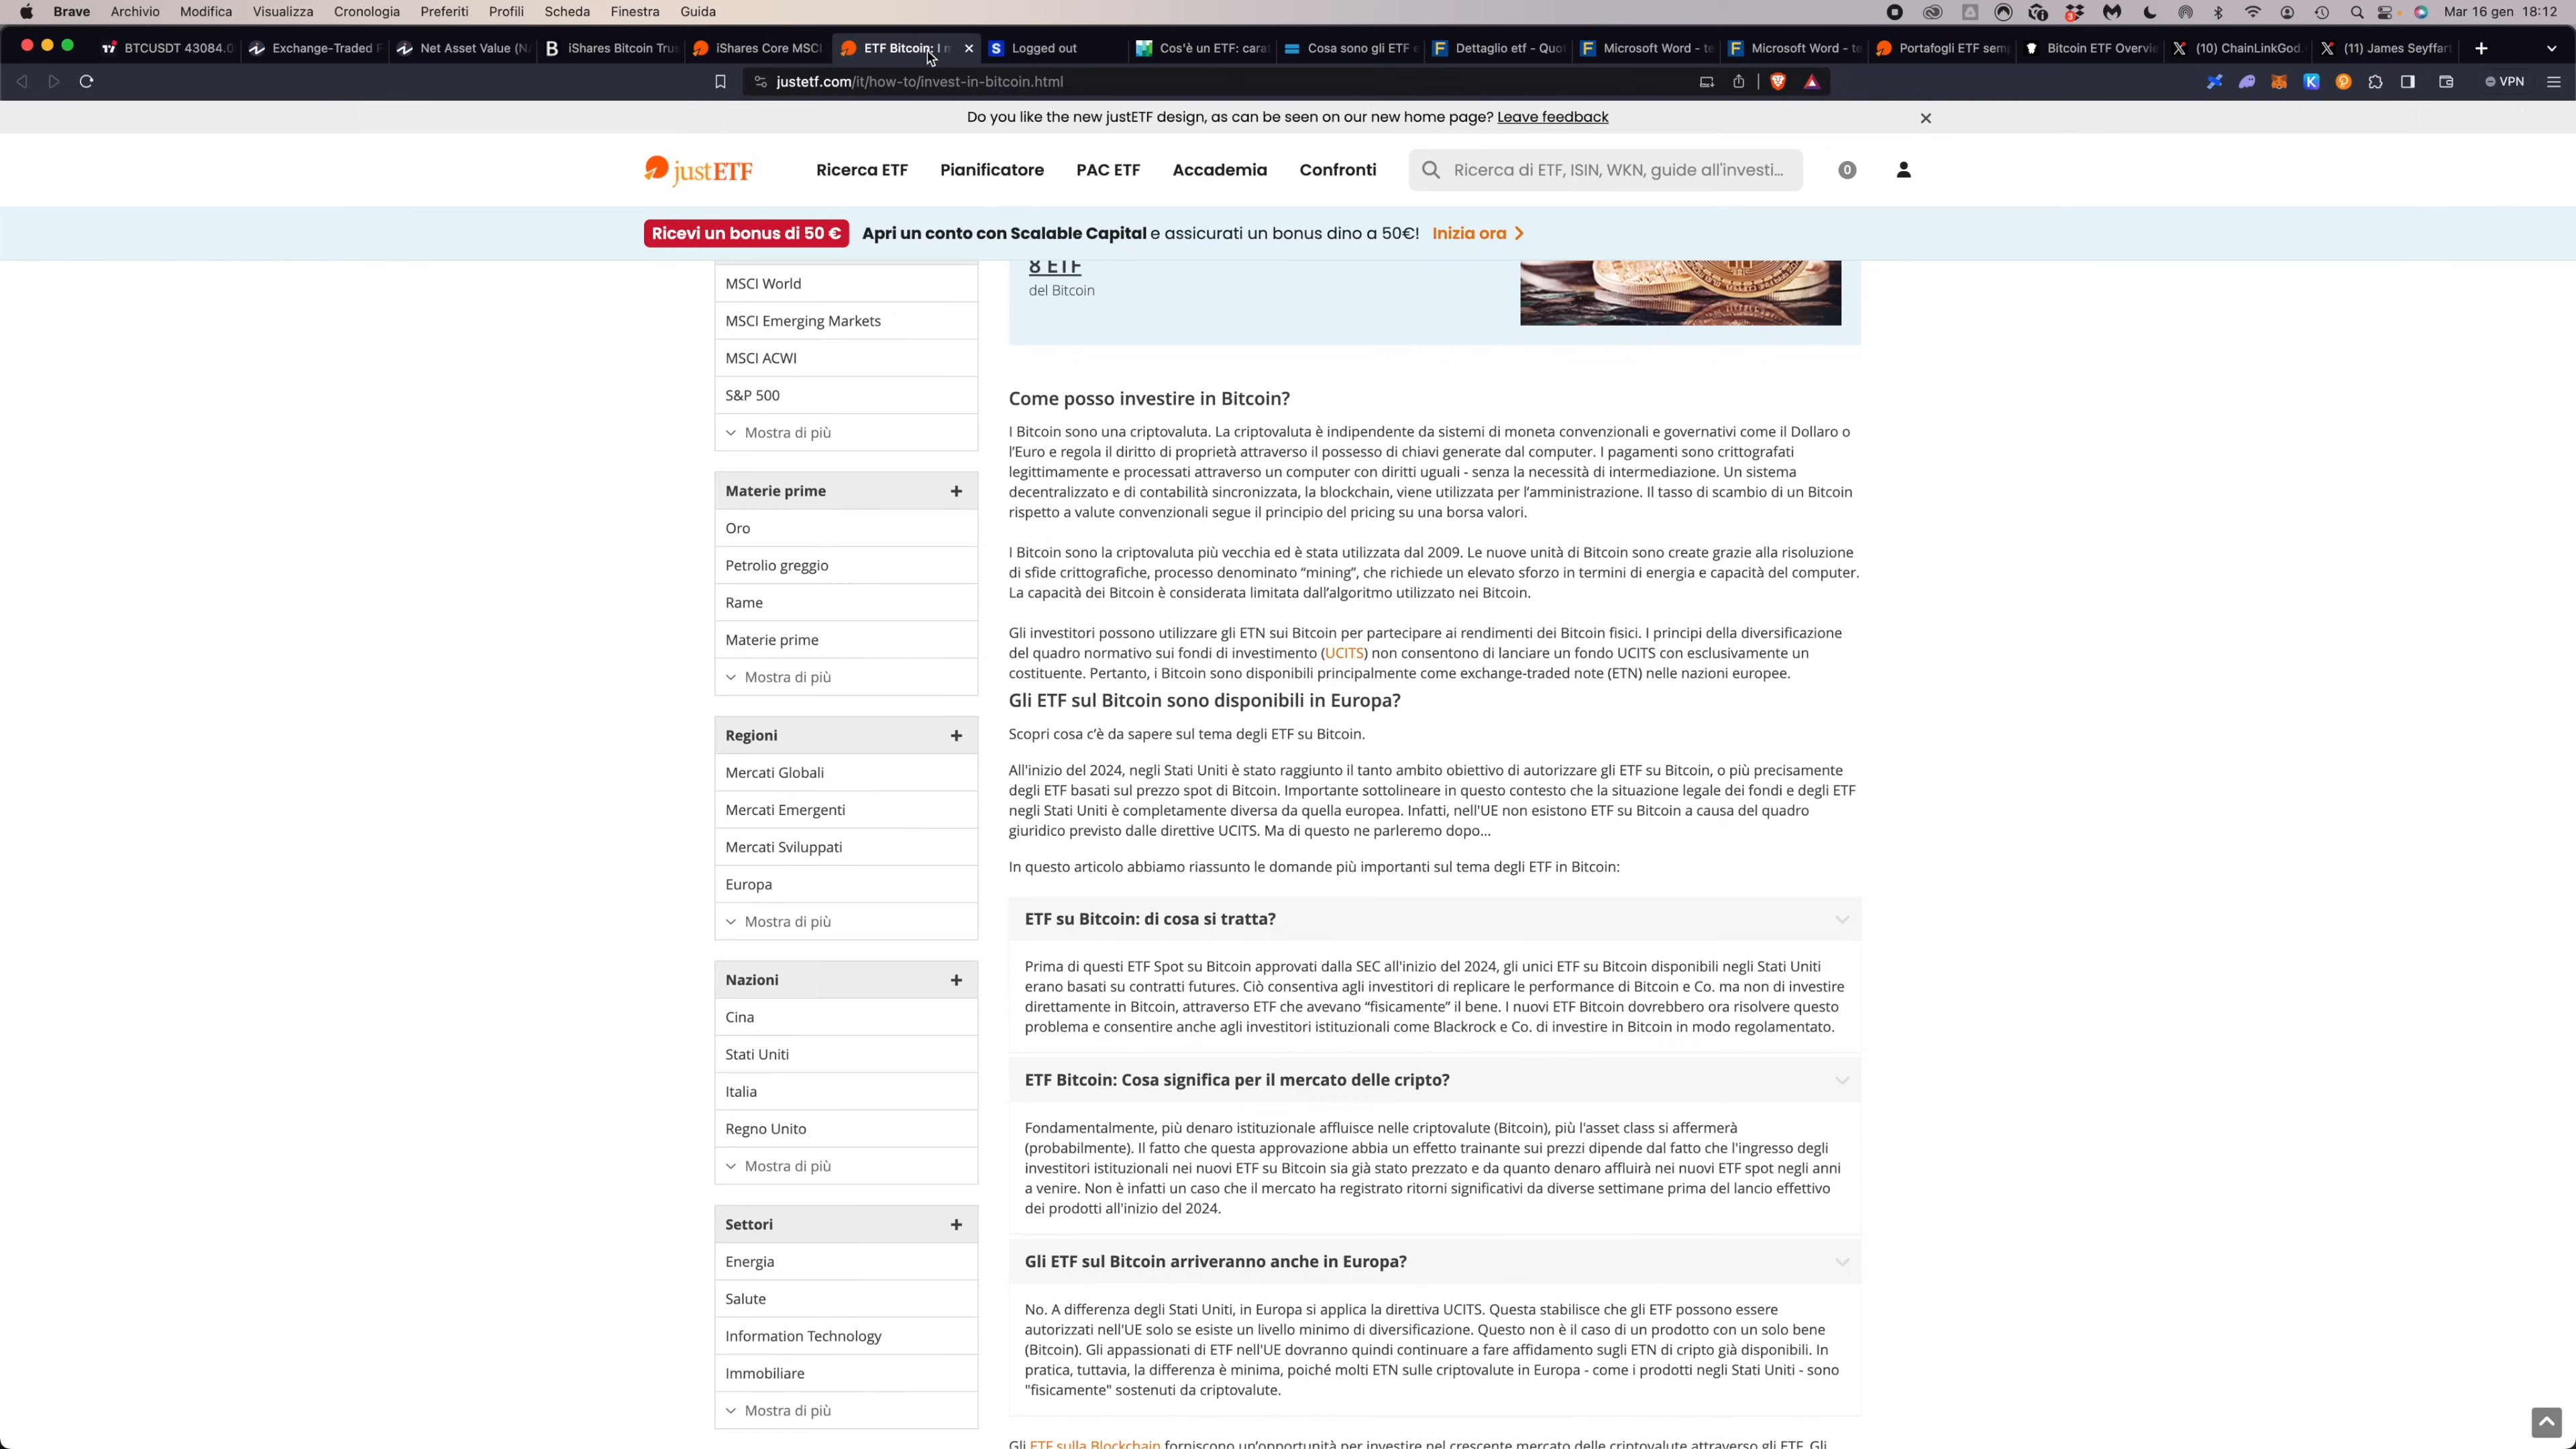 Brave Archivio Modifica Visualizza Cronologia Preferiti Profili Scheda Finestra Guida Mar 16 gen 18:12
BTCUSDT 43084.0 Exchange-Traded F Net Asset Value (N iShares Bitcoin Tru iShares Core MSCI ETF Bitcoin: I m Logged out Cos'è un ETF: carat Cosa sono gli ETF e Dettaglio etf - Quot Microsoft Word - te Microsoft Word - te Portafogli ETF sem Bitcoin ETF Overvie (10) ChainLinkGod. (11) James Seyffart
justetf.com/it/how-to/invest-in-bitcoin.html VPN
Do you like the new justETF design, as can be seen on our new home page? Leave feedback
justETF Ricerca ETF Pianificatore PAC ETF Accademia Confronti Ricerca di ETF, ISIN, WKN, guide all'investi... 0
Ricevi un bonus di 50 € Apri un conto con Scalable Capital e assicurati un bonus dino a 50€! Inizia ora
MSCI World
MSCI Emerging Markets
MSCI ACWI
S&P 500
Mostra di più
Materie prime
Oro
Petrolio greggio
Rame
Materie prime
Mostra di più
Regioni
Mercati Globali
Mercati Emergenti
Mercati Sviluppati
Europa
Mostra di più
Nazioni
Cina
Stati Uniti
Italia
Regno Unito
Mostra di più
Settori
Energia
Salute
Information Technology
Immobiliare
Mostra di più
8 ETF
del Bitcoin
Come posso investire in Bitcoin?
I Bitcoin sono una criptovaluta. La criptovaluta è indipendente da sistemi di moneta convenzionali e governativi come il Dollaro o
l'Euro e regola il diritto di proprietà attraverso il possesso di chiavi generate dal computer. I pagamenti sono crittografati
legittimamente e processati attraverso un computer con diritti uguali - senza la necessità di intermediazione. Un sistema
decentralizzato e di contabilità sincronizzata, la blockchain, viene utilizzata per l'amministrazione. Il tasso di scambio di un Bitcoin
rispetto a valute convenzionali segue il principio del pricing su una borsa valori.
I Bitcoin sono la criptovaluta più vecchia ed è stata utilizzata dal 2009. Le nuove unità di Bitcoin sono create grazie alla risoluzione
di sfide crittografiche, processo denominato “mining”, che richiede un elevato sforzo in termini di energia e capacità del computer.
La capacità dei Bitcoin è considerata limitata dall'algoritmo utilizzato nei Bitcoin.
Gli investitori possono utilizzare gli ETN sui Bitcoin per partecipare ai rendimenti dei Bitcoin fisici. I principi della diversificazione
del quadro normativo sui fondi di investimento (UCITS) non consentono di lanciare un fondo UCITS con esclusivamente un
costituente. Pertanto, i Bitcoin sono disponibili principalmente come exchange-traded note (ETN) nelle nazioni europee.
Gli ETF sul Bitcoin sono disponibili in Europa?
Scopri cosa c'è da sapere sul tema degli ETF su Bitcoin.
All'inizio del 2024, negli Stati Uniti è stato raggiunto il tanto ambito obiettivo di autorizzare gli ETF su Bitcoin, o più precisamente
degli ETF basati sul prezzo spot di Bitcoin. Importante sottolineare in questo contesto che la situazione legale dei fondi e degli ETF
negli Stati Uniti è completamente diversa da quella europea. Infatti, nell'UE non esistono ETF su Bitcoin a causa del quadro
giuridico previsto dalle direttive UCITS. Ma di questo ne parleremo dopo...
In questo articolo abbiamo riassunto le domande più importanti sul tema degli ETF in Bitcoin:
ETF su Bitcoin: di cosa si tratta?
Prima di questi ETF Spot su Bitcoin approvati dalla SEC all'inizio del 2024, gli unici ETF su Bitcoin disponibili negli Stati Uniti
erano basati su contratti futures. Ciò consentiva agli investitori di replicare le performance di Bitcoin e Co. ma non di investire
direttamente in Bitcoin, attraverso ETF che avevano “fisicamente” il bene. I nuovi ETF Bitcoin dovrebbero ora risolvere questo
problema e consentire anche agli investitori istituzionali come Blackrock e Co. di investire in Bitcoin in modo regolamentato.
ETF Bitcoin: Cosa significa per il mercato delle cripto?
Fondamentalmente, più denaro istituzionale affluisce nelle criptovalute (Bitcoin), più l'asset class si affermerà
(probabilmente). Il fatto che questa approvazione abbia un effetto trainante sui prezzi dipende dal fatto che l'ingresso degli
investitori istituzionali nei nuovi ETF su Bitcoin sia già stato prezzato e da quanto denaro affluirà nei nuovi ETF spot negli anni
a venire. Non è infatti un caso che il mercato ha registrato ritorni significativi da diverse settimane prima del lancio effettivo
dei prodotti all'inizio del 2024.
Gli ETF sul Bitcoin arriveranno anche in Europa?
No. A differenza degli Stati Uniti, in Europa si applica la direttiva UCITS. Questa stabilisce che gli ETF possono essere
autorizzati nell'UE solo se esiste un livello minimo di diversificazione. Questo non è il caso di un prodotto con un solo bene
(Bitcoin). Gli appassionati di ETF nell'UE dovranno quindi continuare a fare affidamento sugli ETN di cripto già disponibili. In
pratica, tuttavia, la differenza è minima, poiché molti ETN sulle criptovalute in Europa - come i prodotti negli Stati Uniti - sono
"fisicamente" sostenuti da criptovalute.
Gli ETF sulla Blockchain forniscono un'opportunità per investire nel crescente mercato delle criptovalute attraverso gli ETF. Gli